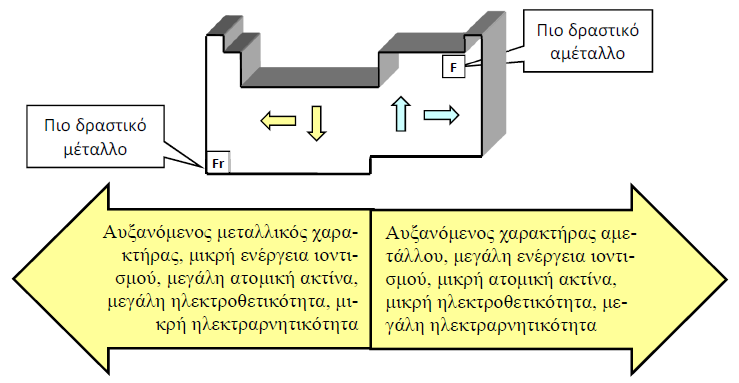 Πιο δραστικό
αμέταλλο
F
Πιο δραστικό
μέταλλο
Fr
Αυξανόμενος μεταλλικός χαρα-
κτήρας, μικρή ενέργεια ιοντι-
σμού, μεγάλη ατομική ακτίνα,
μεγάλη ηλεκτροθετικότητα, μι-
κρή ηλεκτραρνητικότητα
Αυξανόμενος χαρακτήρας αμε-
τάλλου, μεγάλη ενέργεια ιοντι-
σμού, μικρή ατομική ακτίνα,
μικρή ηλεκτροθετικότητα, με-
γάλη ηλεκτραρνητικότητα